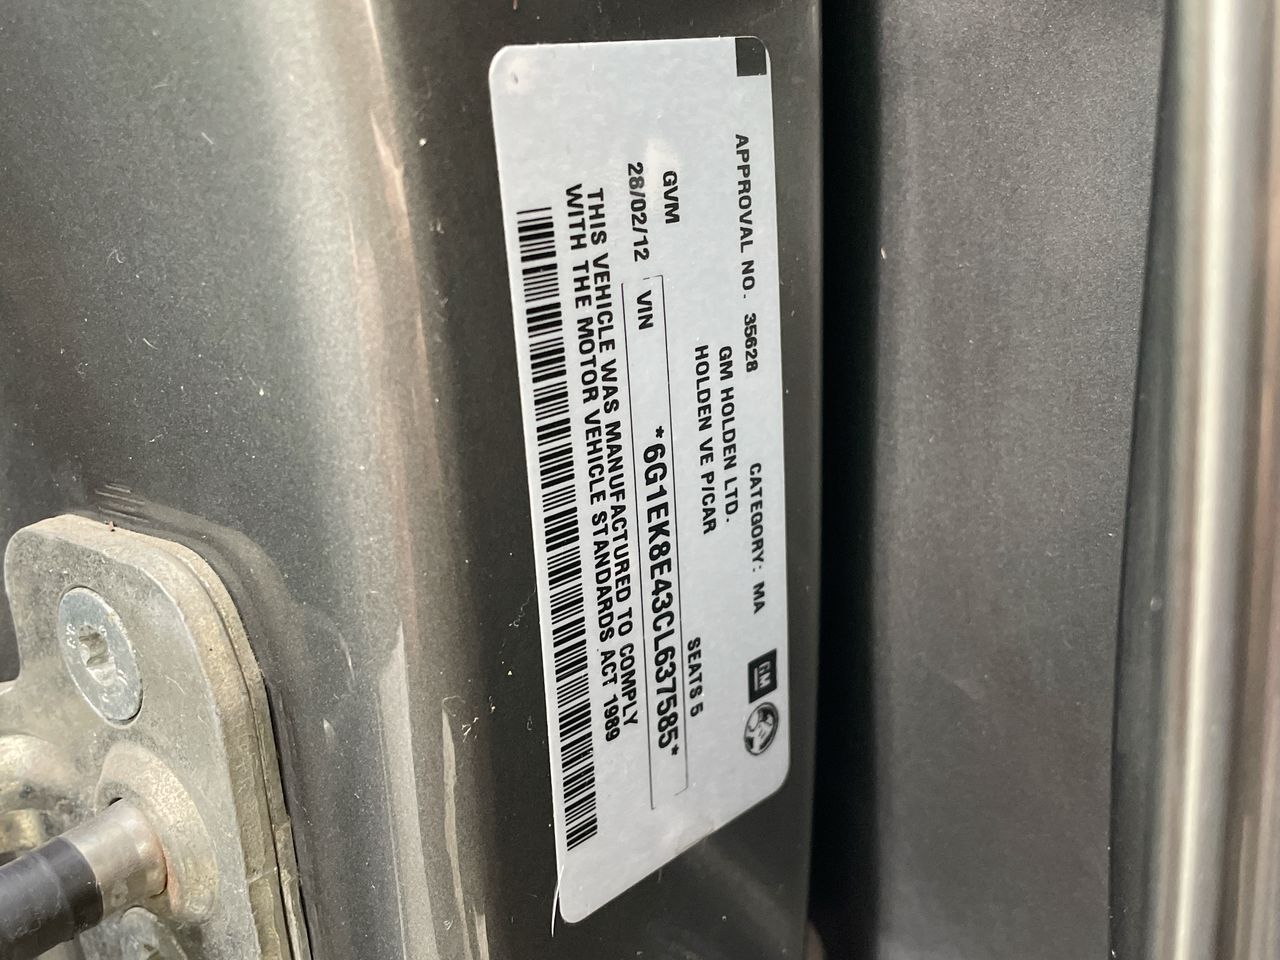 APPROVAL NO. 35628 CATEGORY: MA GM
GM HOLDEN LTD.
HOLDEN VE P/CAR
GVM SEATS 5
28/02/12 VIN *6G1EK8E43CL637585*
THIS VEHICLE WAS MANUFACTURED TO COMPLY
WITH THE MOTOR VEHICLE STANDARDS ACT 1989